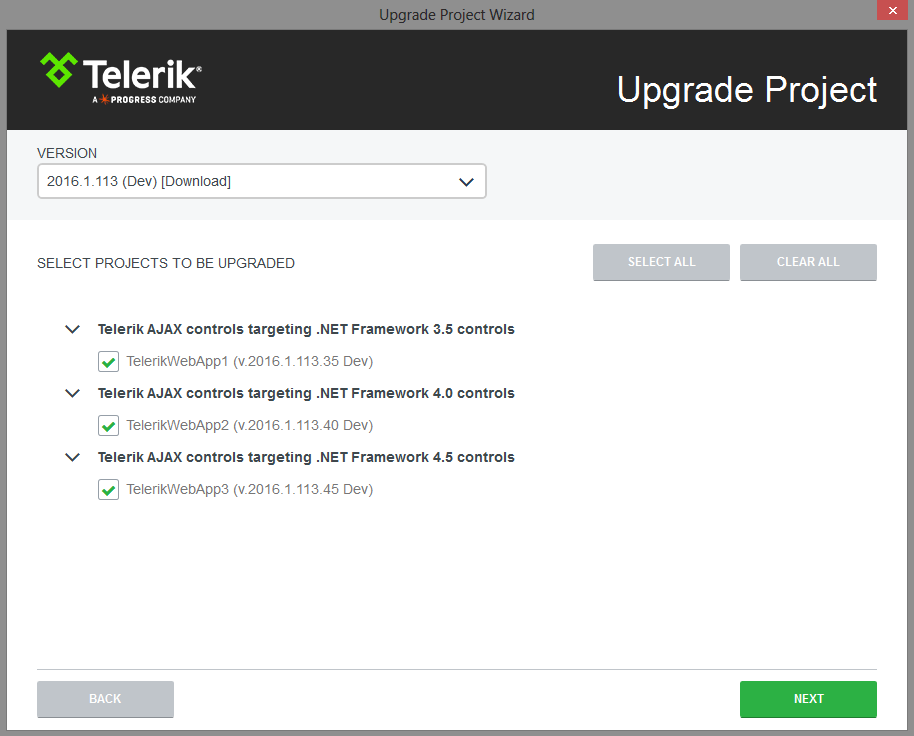 Upgrade Project Wizard
Telerik®
A PROGRESS COMPANY
Upgrade Project
VERSION
2016.1.113 (Dev) [Download]
SELECT PROJECTS TO BE UPGRADED
SELECT ALL
CLEAR ALL
Telerik AJAX controls targeting .NET Framework 3.5 controls
TelerikWebApp1 (v.2016.1.113.35 Dev)
Telerik AJAX controls targeting .NET Framework 4.0 controls
TelerikWebApp2 (v.2016.1.113.40 Dev)
Telerik AJAX controls targeting .NET Framework 4.5 controls
TelerikWebApp3 (v.2016.1.113.45 Dev)
BACK
NEXT